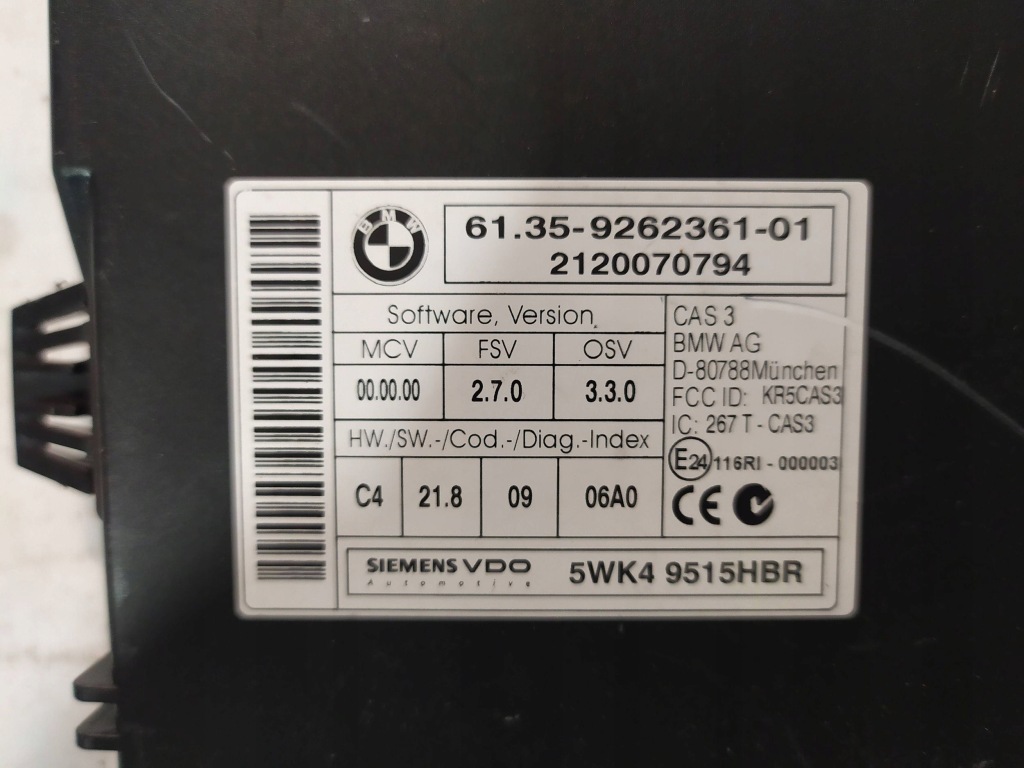 BMW
61.35-9262361-01
2120070794
Software, Version,
MCV FSV OSV
00.00.00 2.7.0 3.3.0
HW./SW.-/Cod.-/Diag.-Index
C4 21.8 09 06A0
CAS 3
BMW AG
D-80788München
FCC ID: KR5CAS3
IC: 267 T - CAS3
E24 116RI - 000003
CE
SIEMENS VDO
Automotive
5WK4 9515HBR